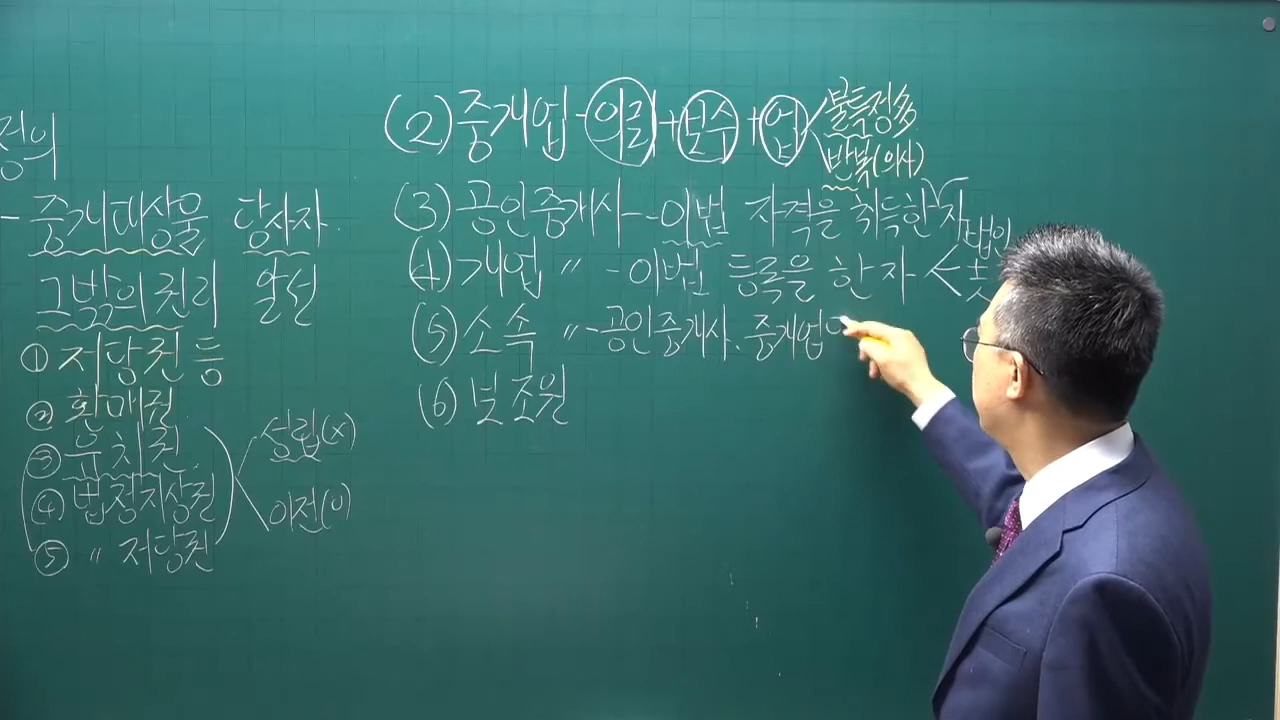 정의
- 중개대상물 당사자.
그밖의권리 알선
① 저당권 등
② 환매권
③ 유치권
④ 법정지상권
⑤ 〃 저당권
성립(x)
이전(o)
(2) 중개업 - 의뢰 + 보수 + 업
불특정多
반복(의사)
(3) 공인중개사 - 이법 자격을 취득한 자
(4) 개업 〃 - 이법 등록을 한 자
법인
(5) 소속 〃 - 공인중개사. 중개업
(6) 보조원